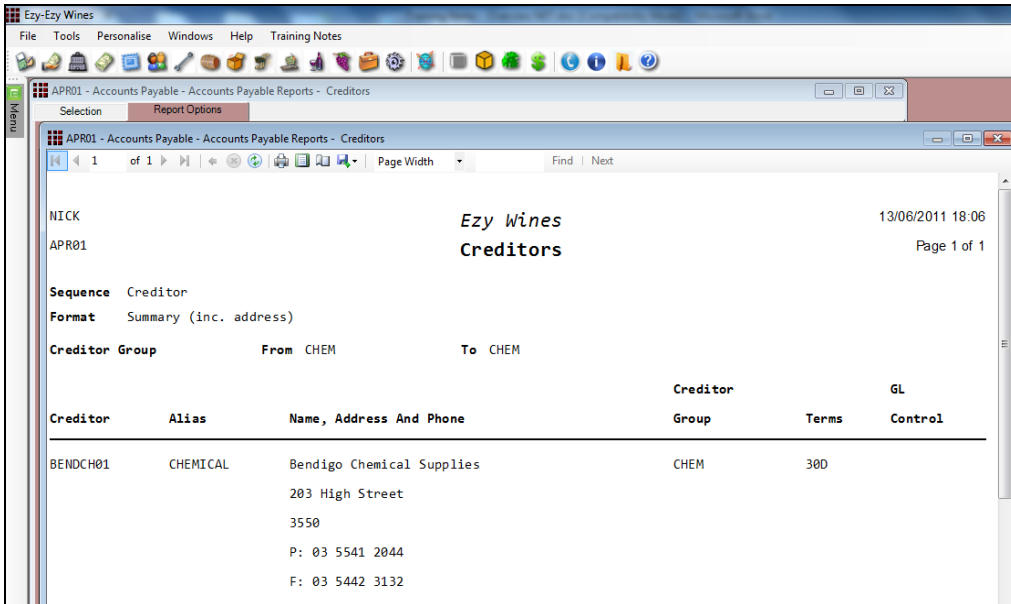 Ezy-Ezy Wines
File Tools Personalise Windows Help Training Notes
Menu
APR01 - Accounts Payable - Accounts Payable Reports - Creditors
Selection Report Options
APR01 - Accounts Payable - Accounts Payable Reports - Creditors
1 of 1 Page Width Find | Next
NICK Ezy Wines 13/06/2011 18:06
APR01 Creditors Page 1 of 1
Sequence Creditor
Format Summary (inc. address)
Creditor Group From CHEM To CHEM
Creditor GL
Creditor Alias Name, Address And Phone Group Terms Control
BENDCH01 CHEMICAL Bendigo Chemical Supplies CHEM 30D
203 High Street
3550
P: 03 5541 2044
F: 03 5442 3132